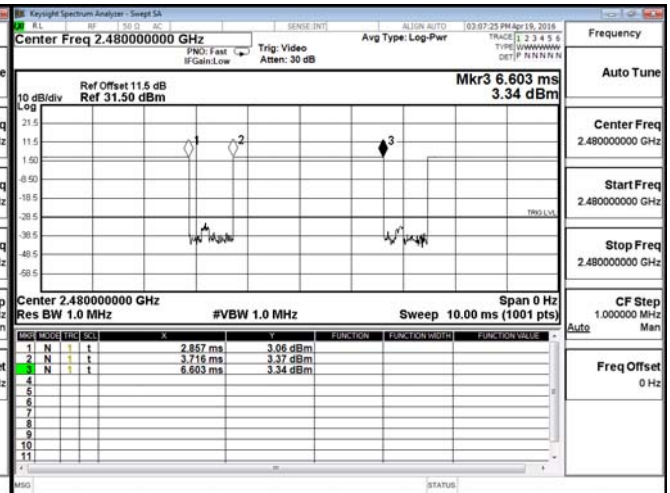 Keysight Spectrum Analyzer - Swept SA
RL RF 50 Ω AC SENSE:INT ALIGN AUTO 03:07:25 PM Apr 19, 2016
Center Freq 2.480000000 GHz
PNO: Fast
IFGain:Low
Trig: Video
Atten: 30 dB
Avg Type: Log-Pwr
TRACE 1 2 3 4 5 6
TYPE WWWWWW
DET P N N N N N
Ref Offset 11.5 dB
10 dB/div Ref 31.50 dBm
Log
Mkr3 6.603 ms
3.34 dBm
21.5
11.5
1.50
-8.50
-18.5
-28.5
-38.5
-48.5
-58.5
1
2
3
TRIG LVL
Center 2.480000000 GHz Span 0 Hz
Res BW 1.0 MHz #VBW 1.0 MHz Sweep 10.00 ms (1001 pts)
MKR MODE TRC SCL X Y FUNCTION FUNCTION WIDTH FUNCTION VALUE
1 N 1 t 2.857 ms 3.06 dBm
2 N 1 t 3.716 ms 3.37 dBm
3 N 1 t 6.603 ms 3.34 dBm
4
5
6
7
8
9
10
11
MSG STATUS
Frequency
Auto Tune
Center Freq
2.480000000 GHz
Start Freq
2.480000000 GHz
Stop Freq
2.480000000 GHz
CF Step
1.000000 MHz
Auto Man
Freq Offset
0 Hz